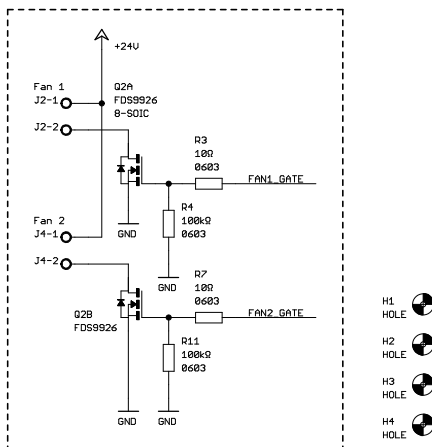 +24V
Fan 1
J2-1
J2-2
Q2A
FDS9926
8-SOIC
R3
10Ω
0603
FAN1_GATE
R4
100kΩ
0603
GND
GND
Fan 2
J4-1
J4-2
R7
10Ω
0603
FAN2_GATE
Q2B
FDS9926
R11
100kΩ
0603
GND
GND
H1
HOLE
H2
HOLE
H3
HOLE
H4
HOLE